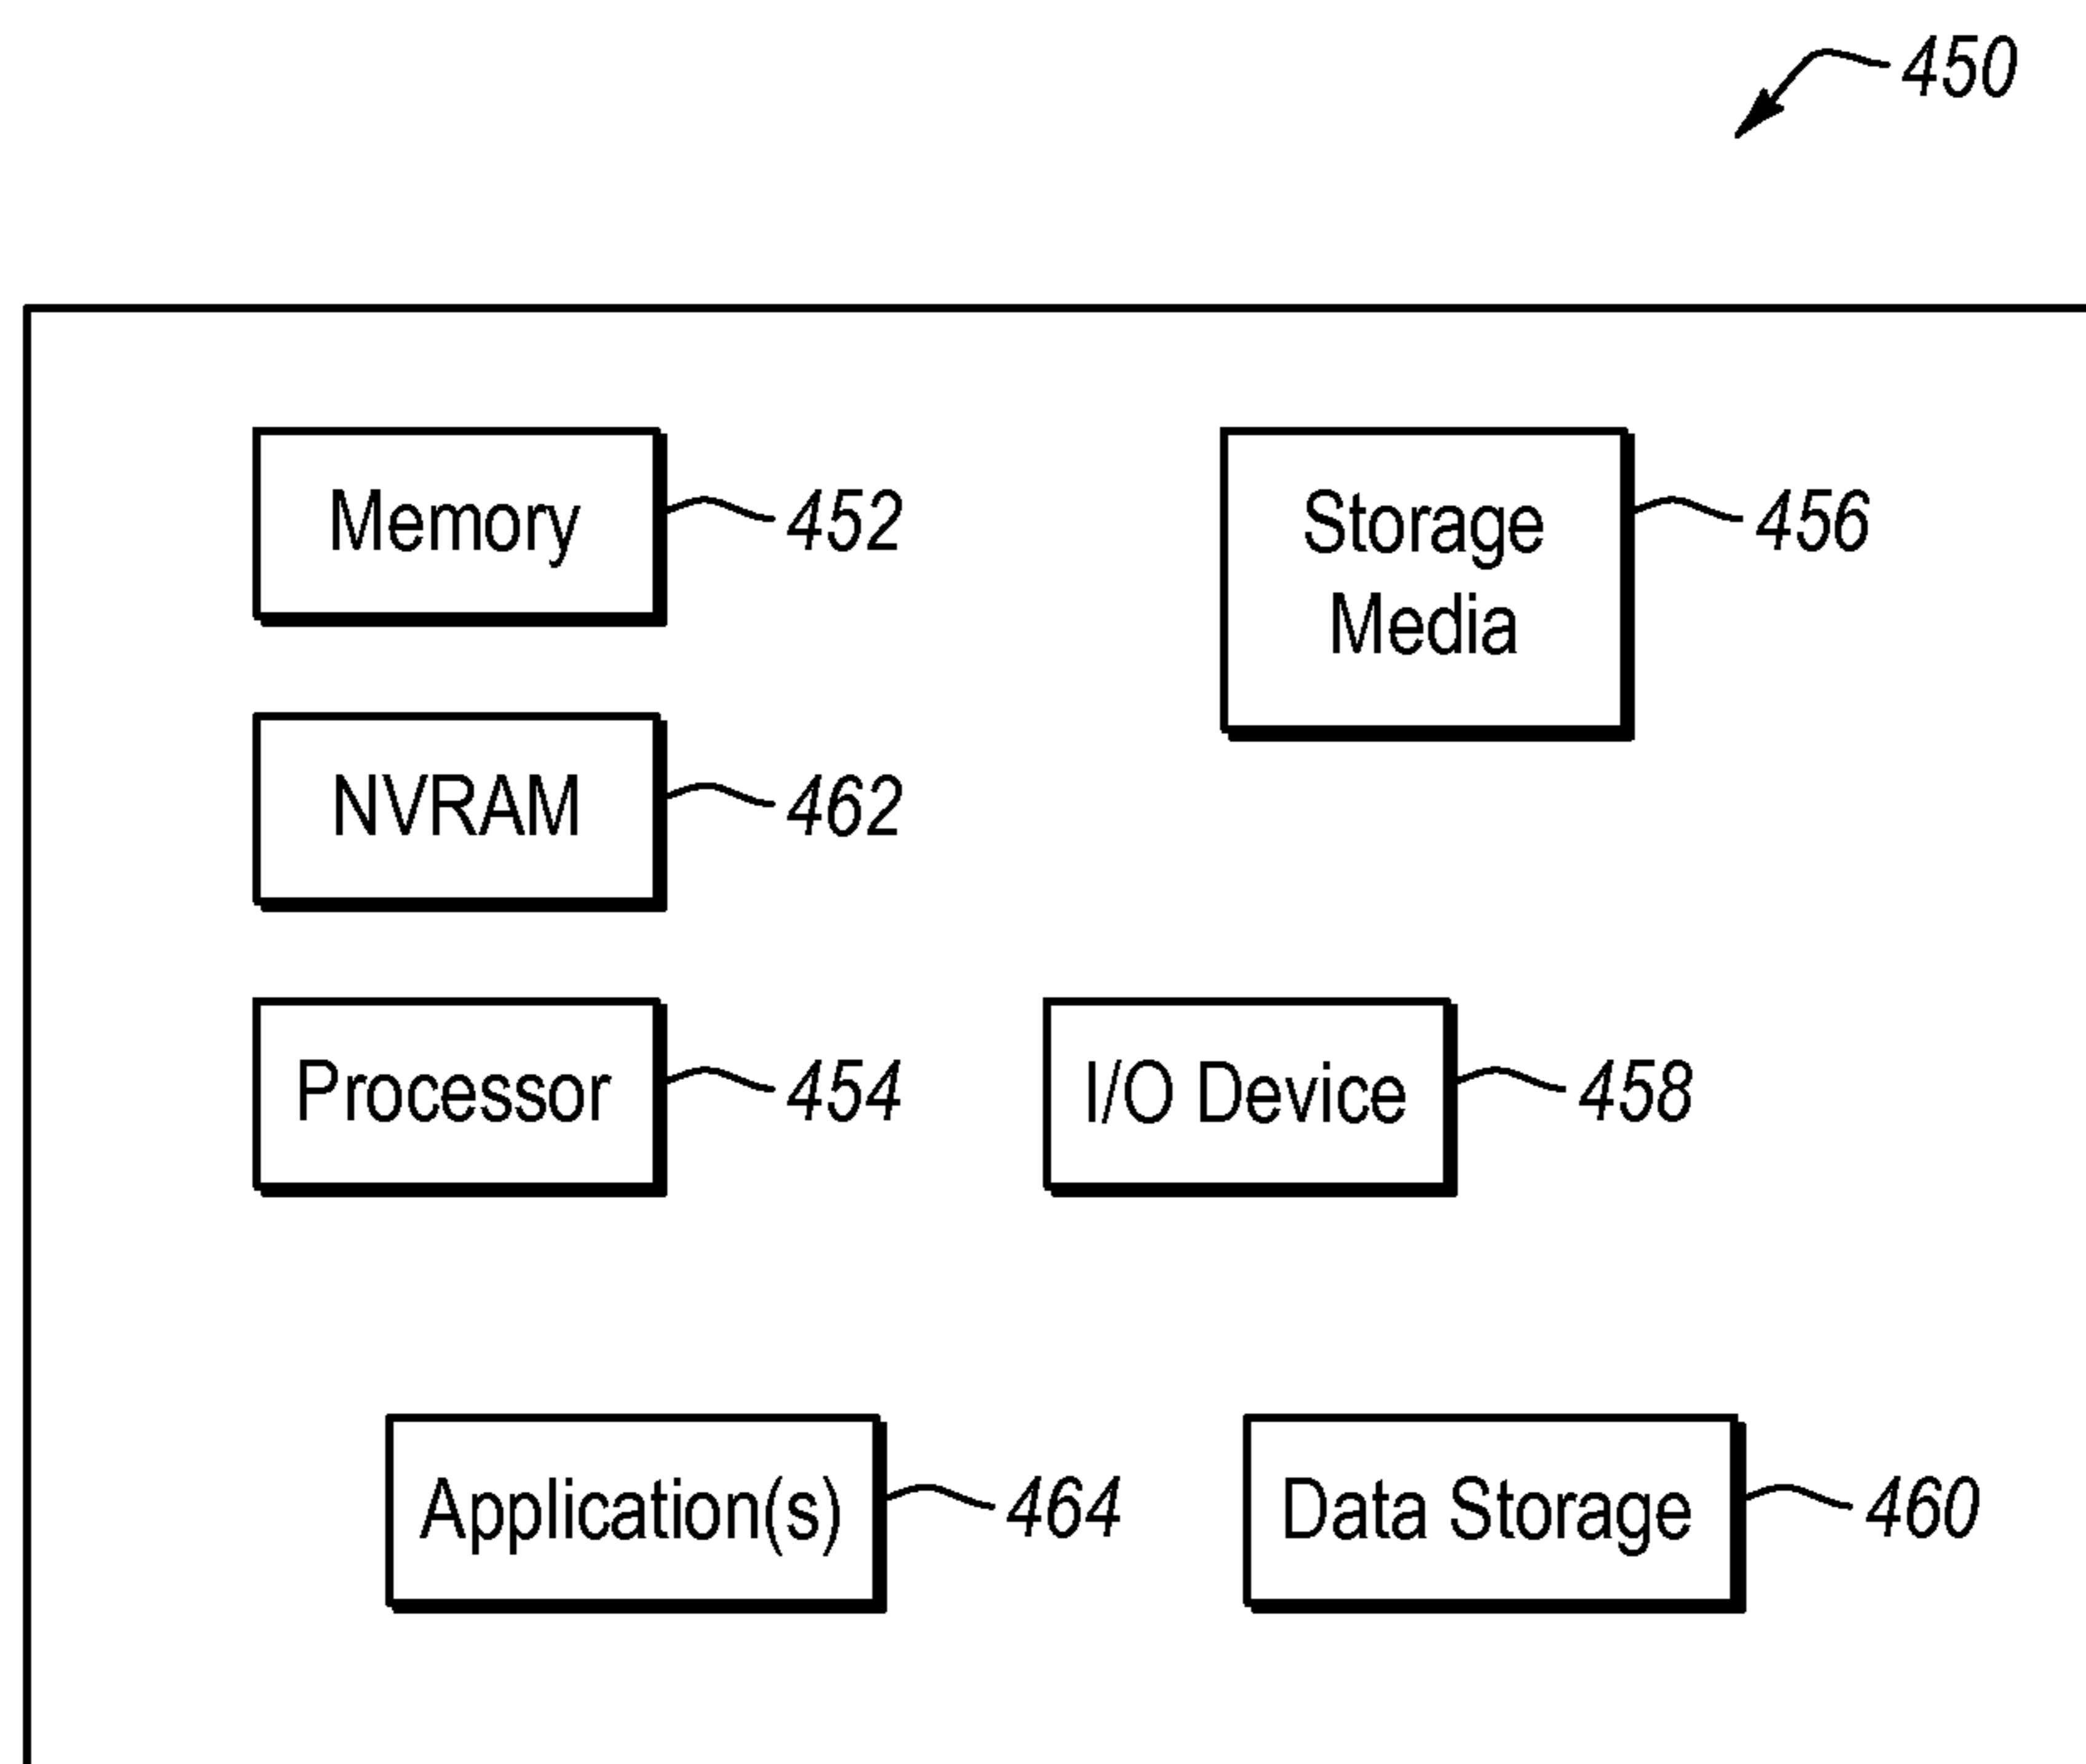 450
Memory 452
Storage
Media 456
NVRAM 462
Processor 454
I/O Device 458
Application(s) 464
Data Storage 460